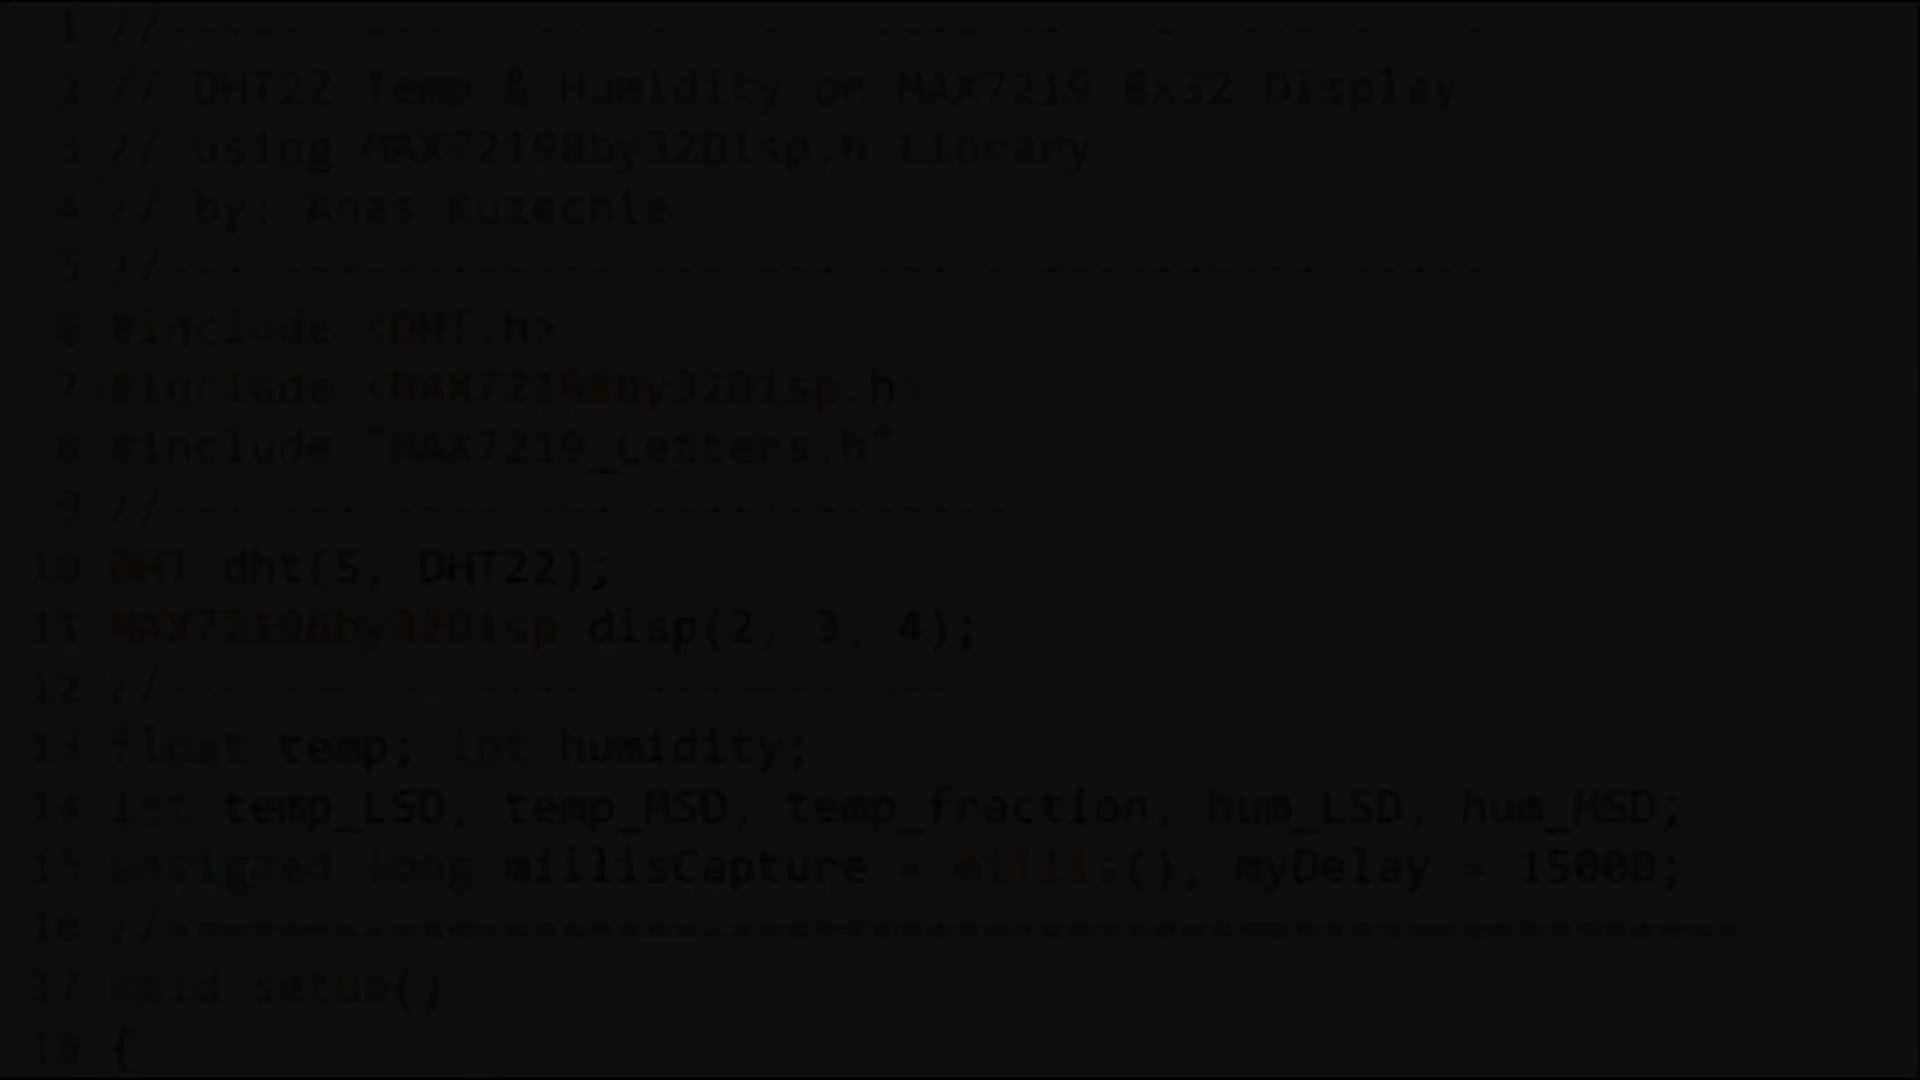 1 //-----------------------------------------------
2 // DHT22 Temp & Humidity on MAX7219 8x32 Display
3 // using MAX72198by32Disp.h Library
4 // by: Anas Kuzechie
5 //-----------------------------------------------
6 #include <DHT.h>
7 #include <MAX72198by32Disp.h>
8 #include "MAX7219_Letters.h"
9 //------------------------------
10 DHT dht(5, DHT22);
11 MAX72198by32Disp disp(2, 3, 4);
12 //------------------------------
13 float temp; int humidity;
14 int temp_LSD, temp_MSD, temp_fraction, hum_LSD, hum_MSD;
15 unsigned long millisCapture = millis(), myDelay = 15000;
16 //========================================================
17 void setup()
18 {